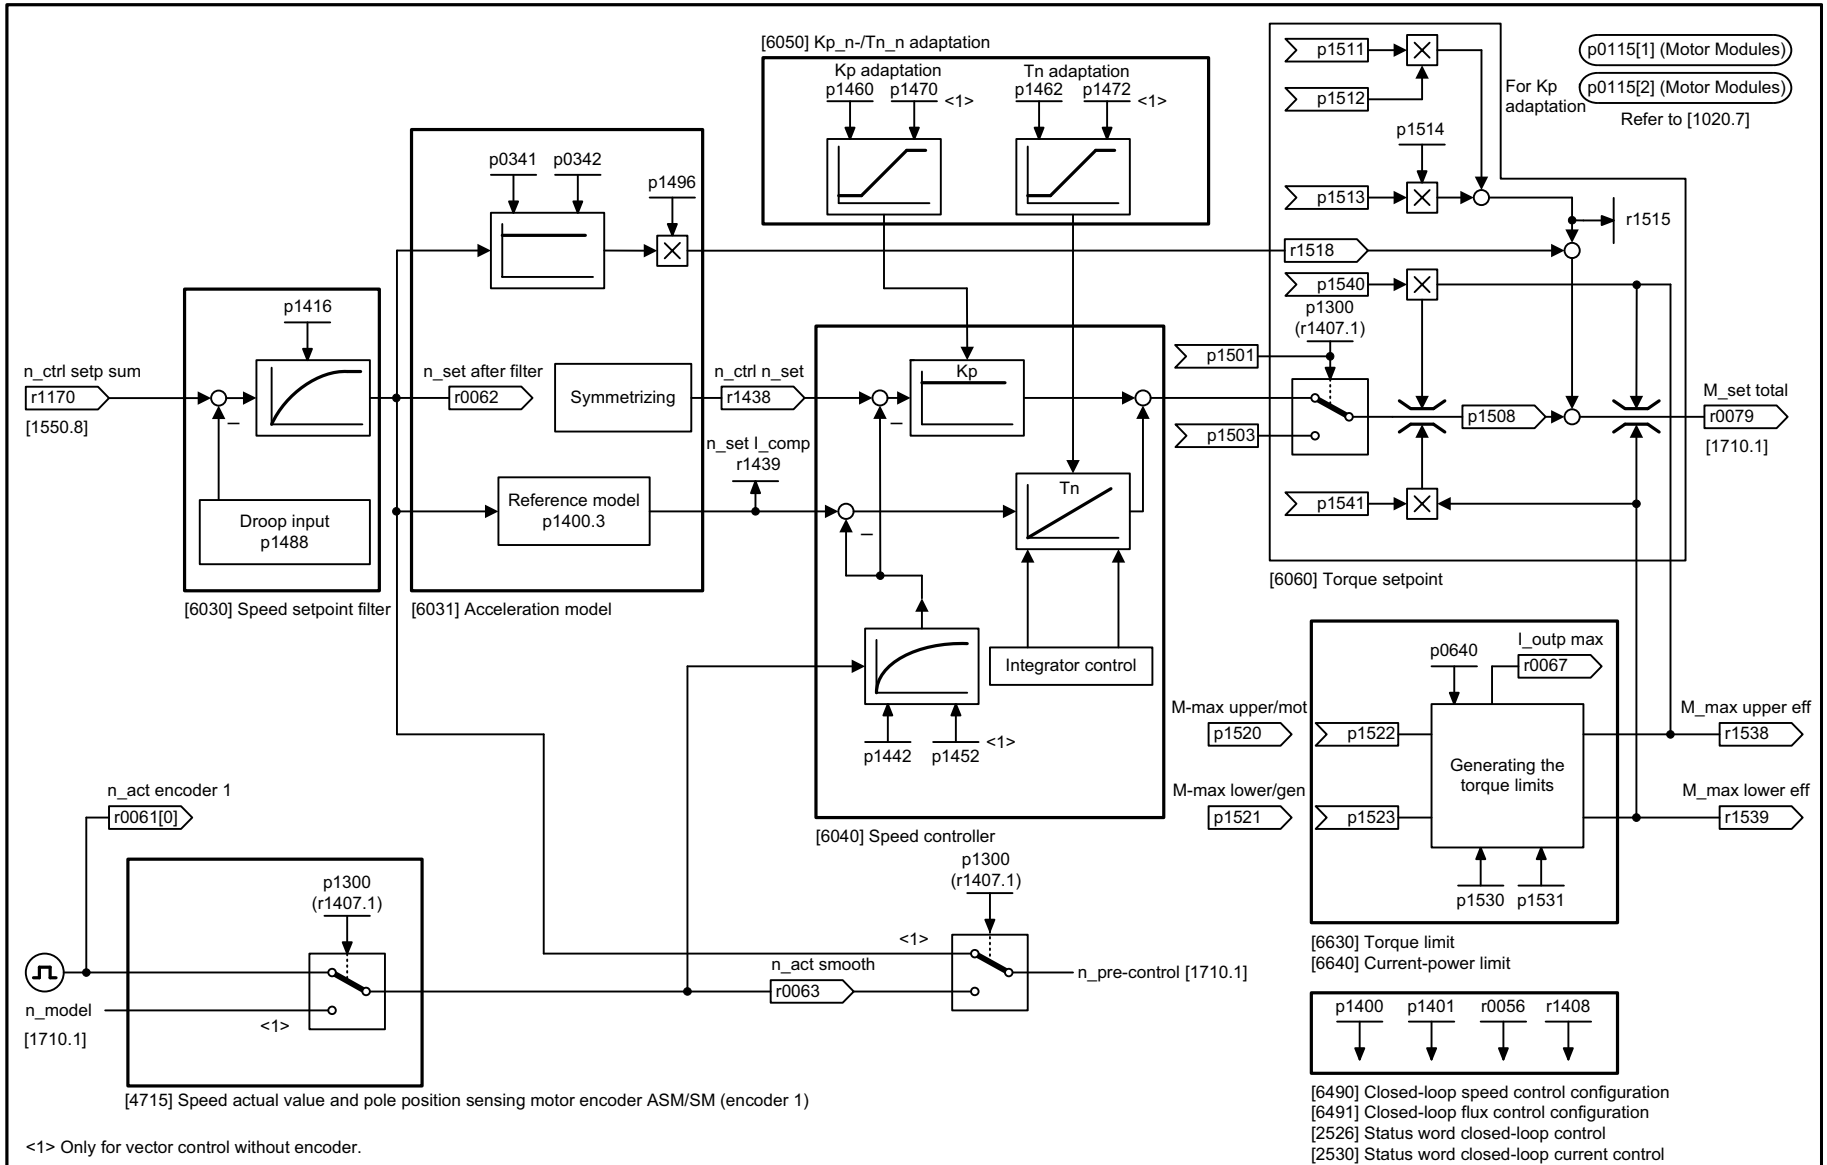 [6050] Kp_n-/Tn_n adaptation
Kp adaptation
p1460
p1470
<1>
Tn adaptation
p1462
p1472
<1>
p1511
p1512
For Kp
adaptation
p0115[1] (Motor Modules)
p0115[2] (Motor Modules)
Refer to [1020.7]
p1514
p1513
r1515
p0341
p0342
p1496
r1518
p1540
p1300
(r1407.1)
p1501
p1503
p1508
M_set total
r0079
[1710.1]
p1541
[6060] Torque setpoint
n_ctrl setp sum
r1170
[1550.8]
p1416
–
Droop input
p1488
[6030] Speed setpoint filter
n_set after filter
r0062
Symmetrizing
n_ctrl n_set
r1438
n_set I_comp
r1439
Reference model
p1400.3
[6031] Acceleration model
Kp
–
Tn
–
Integrator control
p1442
p1452
<1>
[6040] Speed controller
p0640
I_outp max
r0067
M-max upper/mot
p1520
p1522
M-max lower/gen
p1521
p1523
Generating the
torque limits
M_max upper eff
r1538
M_max lower eff
r1539
p1530
p1531
[6630] Torque limit
[6640] Current-power limit
n_act encoder 1
r0061[0]
p1300
(r1407.1)
n_model
[1710.1]
<1>
n_act smooth
r0063
p1300
(r1407.1)
<1>
n_pre-control [1710.1]
[4715] Speed actual value and pole position sensing motor encoder ASM/SM (encoder 1)
p1400
p1401
r0056
r1408
[6490] Closed-loop speed control configuration
[6491] Closed-loop flux control configuration
[2526] Status word closed-loop control
[2530] Status word closed-loop current control
<1> Only for vector control without encoder.